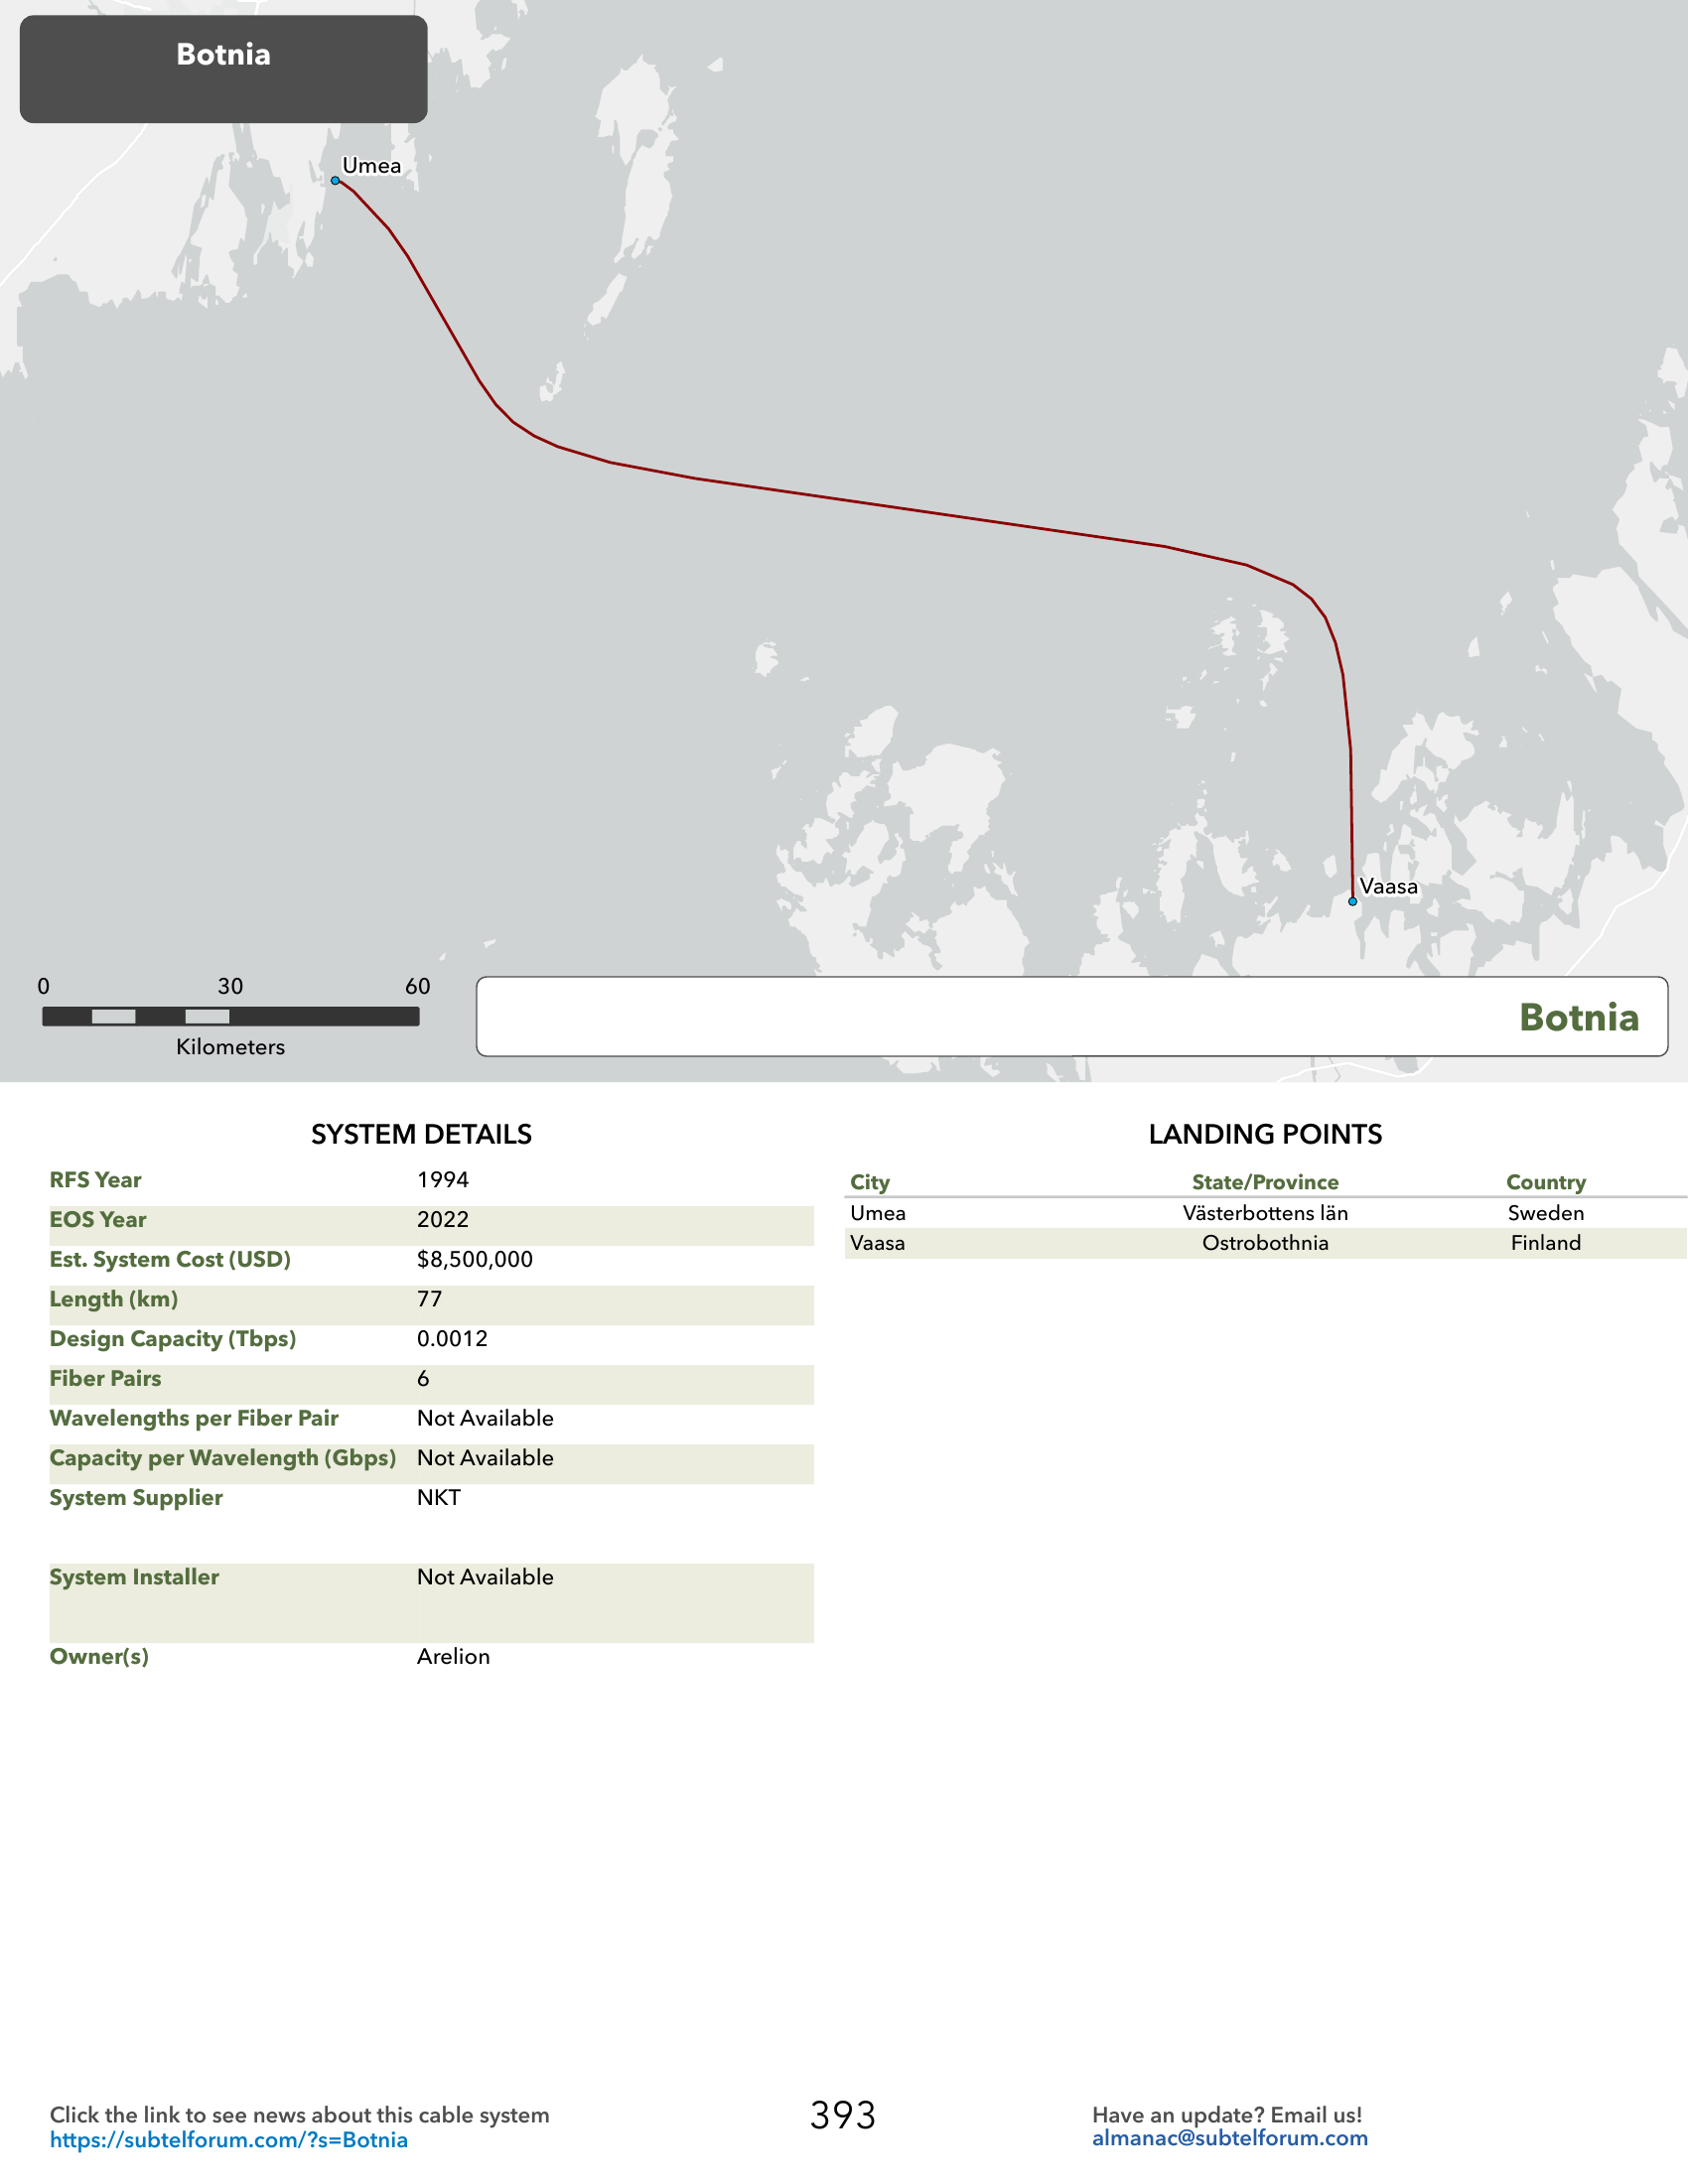 Botnia
Umea
Vaasa
0 30 60
Kilometers
Botnia
SYSTEM DETAILS
RFS Year 1994
EOS Year 2022
Est. System Cost (USD) $8,500,000
Length (km) 77
Design Capacity (Tbps) 0.0012
Fiber Pairs 6
Wavelengths per Fiber Pair Not Available
Capacity per Wavelength (Gbps) Not Available
System Supplier NKT
System Installer Not Available
Owner(s) Arelion
LANDING POINTS
City State/Province Country
Umea Västerbottens län Sweden
Vaasa Ostrobothnia Finland
Click the link to see news about this cable system
https://subtelforum.com/?s=Botnia
393
Have an update? Email us!
almanac@subtelforum.com